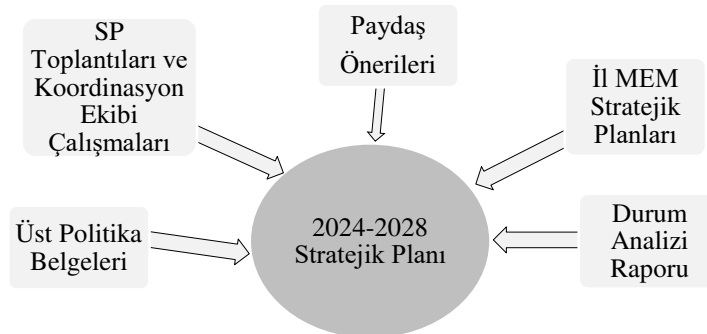 SP
Toplantıları ve
Koordinasyon
Ekibi
Çalışmaları
Paydaş
Önerileri
İl MEM
Stratejik
Planları
Üst Politika
Belgeleri
2024-2028
Stratejik Planı
Durum
Analizi
Raporu